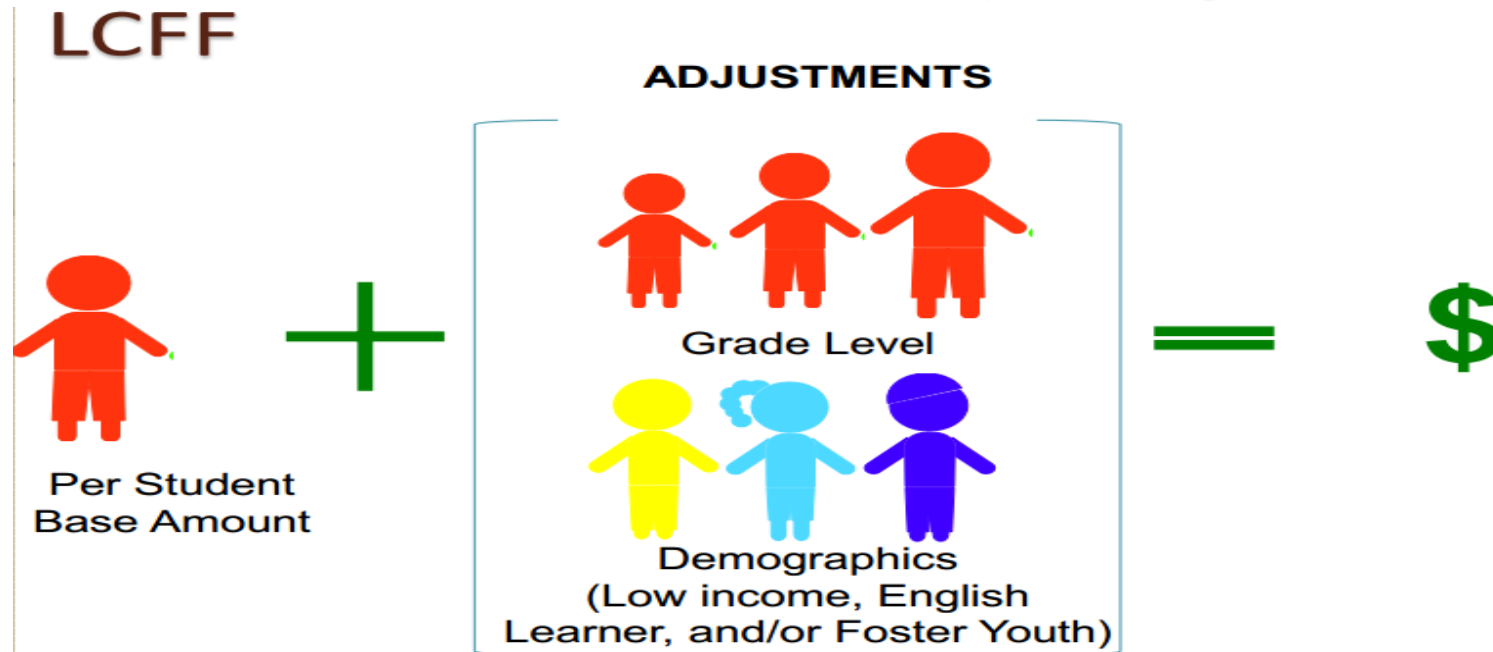 LCFF
ADJUSTMENTS
Grade Level
Per Student
Base Amount
Demographics
(Low income, English
Learner, and/or Foster Youth)
$